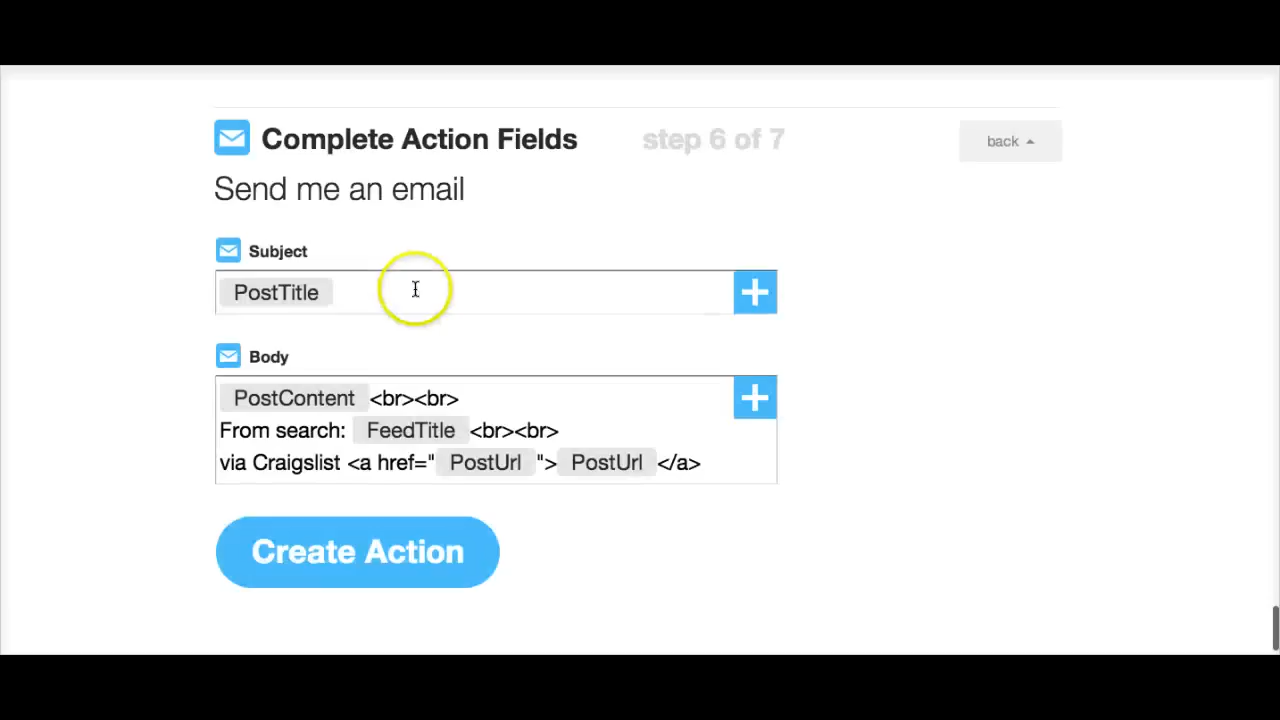 Complete Action Fields step 6 of 7 back
Send me an email
Subject
PostTitle
Body
PostContent <br><br>
From search: FeedTitle <br><br>
via Craigslist <a href=" PostUrl "> PostUrl </a>
Create Action